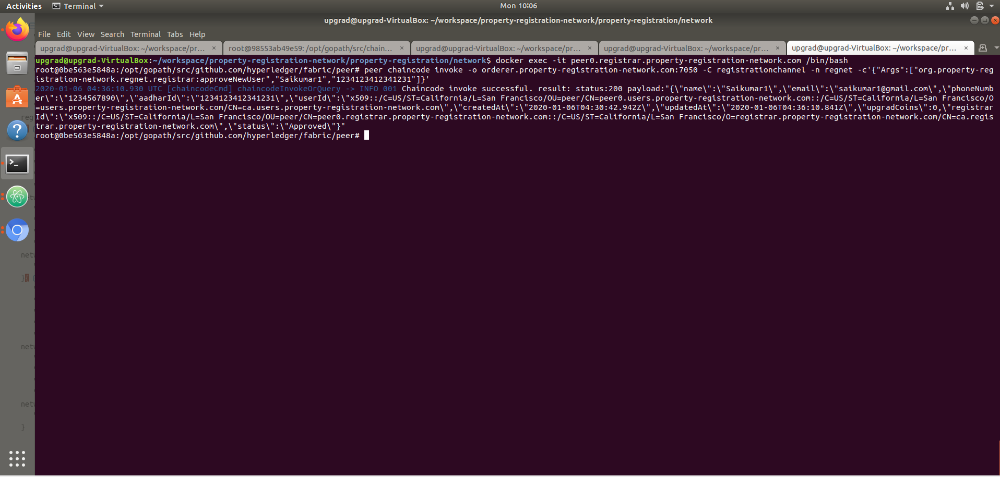 Activities Terminal Mon 10:06
upgrad@upgrad-VirtualBox: ~/workspace/property-registration-network/property-registration/network
File Edit View Search Terminal Tabs Help
upgrad@upgrad-VirtualBox: ~/workspace/pr... × root@98553ab49e59: /opt/gopath/src/chain... × upgrad@upgrad-VirtualBox: ~/workspace/pr... × upgrad@upgrad-VirtualBox: ~/workspace/pr... × upgrad@upgrad-VirtualBox: ~/workspace/pr... ×
upgrad@upgrad-VirtualBox:~/workspace/property-registration-network/property-registration/network$ docker exec -it peer0.registrar.property-registration-network.com /bin/bash
root@0be563e5848a:/opt/gopath/src/github.com/hyperledger/fabric/peer# peer chaincode invoke -o orderer.property-registration-network.com:7050 -C registrationchannel -n regnet -c'{"Args":["org.property-reg
istration-network.regnet.registrar:approveNewUser","Saikumar1","1234123412341231"]}'
2020-01-06 04:36:10.930 UTC [chaincodeCmd] chaincodeInvokeOrQuery -> INFO 001 Chaincode invoke successful. result: status:200 payload:"{\"name\":\"Saikumar1\",\"email\":\"saikumar1@gmail.com\",\"phoneNumb
er\":\"1234567890\",\"aadharId\":\"1234123412341231\",\"userId\":\"x509::/C=US/ST=California/L=San Francisco/OU=peer/CN=peer0.users.property-registration-network.com::/C=US/ST=California/L=San Francisco/O
=users.property-registration-network.com/CN=ca.users.property-registration-network.com\",\"createdAt\":\"2020-01-06T04:30:42.942Z\",\"updatedAt\":\"2020-01-06T04:36:10.841Z\",\"upgradCoins\":0,\"registrar
Id\":\"x509::/C=US/ST=California/L=San Francisco/OU=peer/CN=peer0.registrar.property-registration-network.com::/C=US/ST=California/L=San Francisco/O=registrar.property-registration-network.com/CN=ca.regis
trar.property-registration-network.com\",\"status\":\"Approved\"}"
root@0be563e5848a:/opt/gopath/src/github.com/hyperledger/fabric/peer#
netw
}{
netw
netw
}